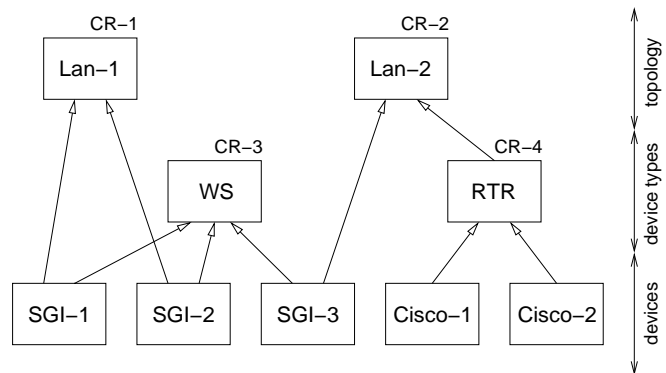 CR−1
CR−2
Lan−1
Lan−2
topology
CR−3
CR−4
WS
RTR
device types
SGI−1
SGI−2
SGI−3
Cisco−1
Cisco−2
devices